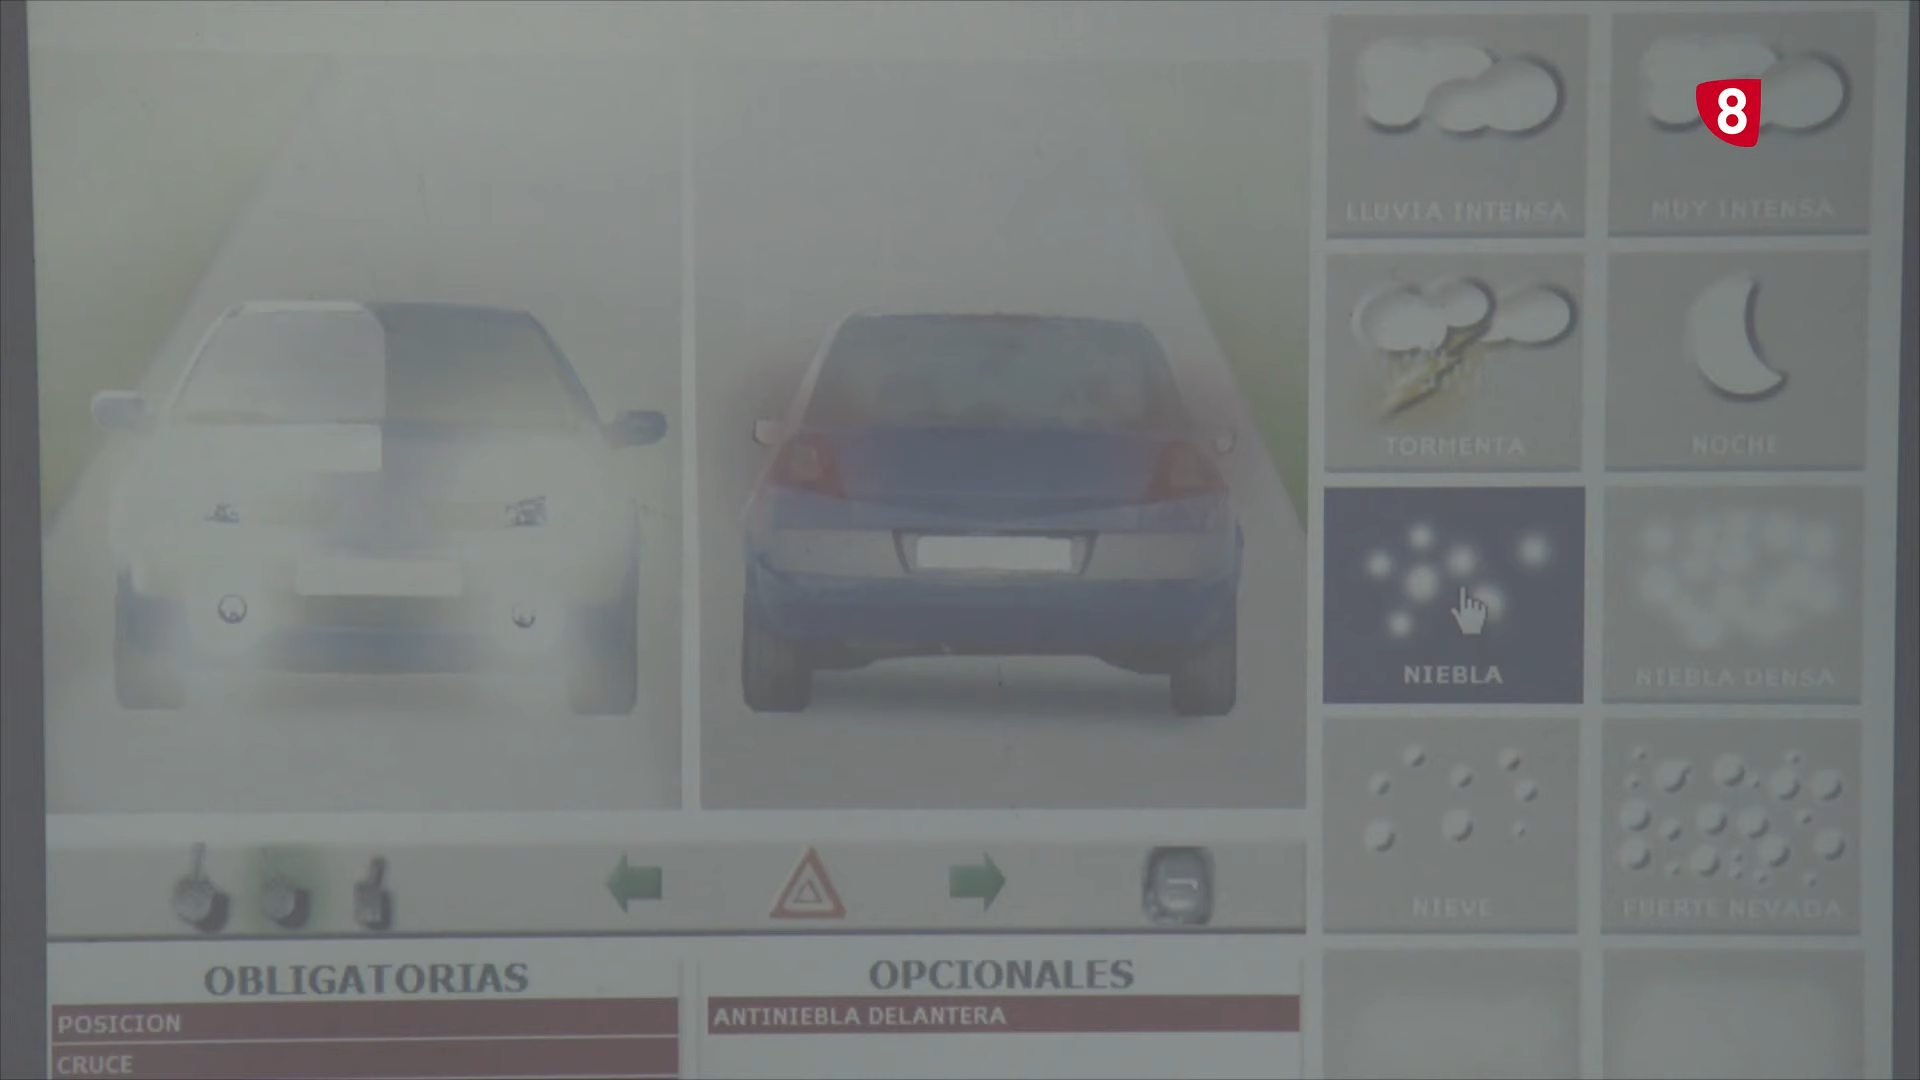 8
LLUVIA INTENSA
MUY INTENSA
TORMENTA
NOCHE
NIEBLA
NIEBLA DENSA
NIEVE
FUERTE NEVADA
OBLIGATORIAS
POSICION
CRUCE
OPCIONALES
ANTINIEBLA DELANTERA